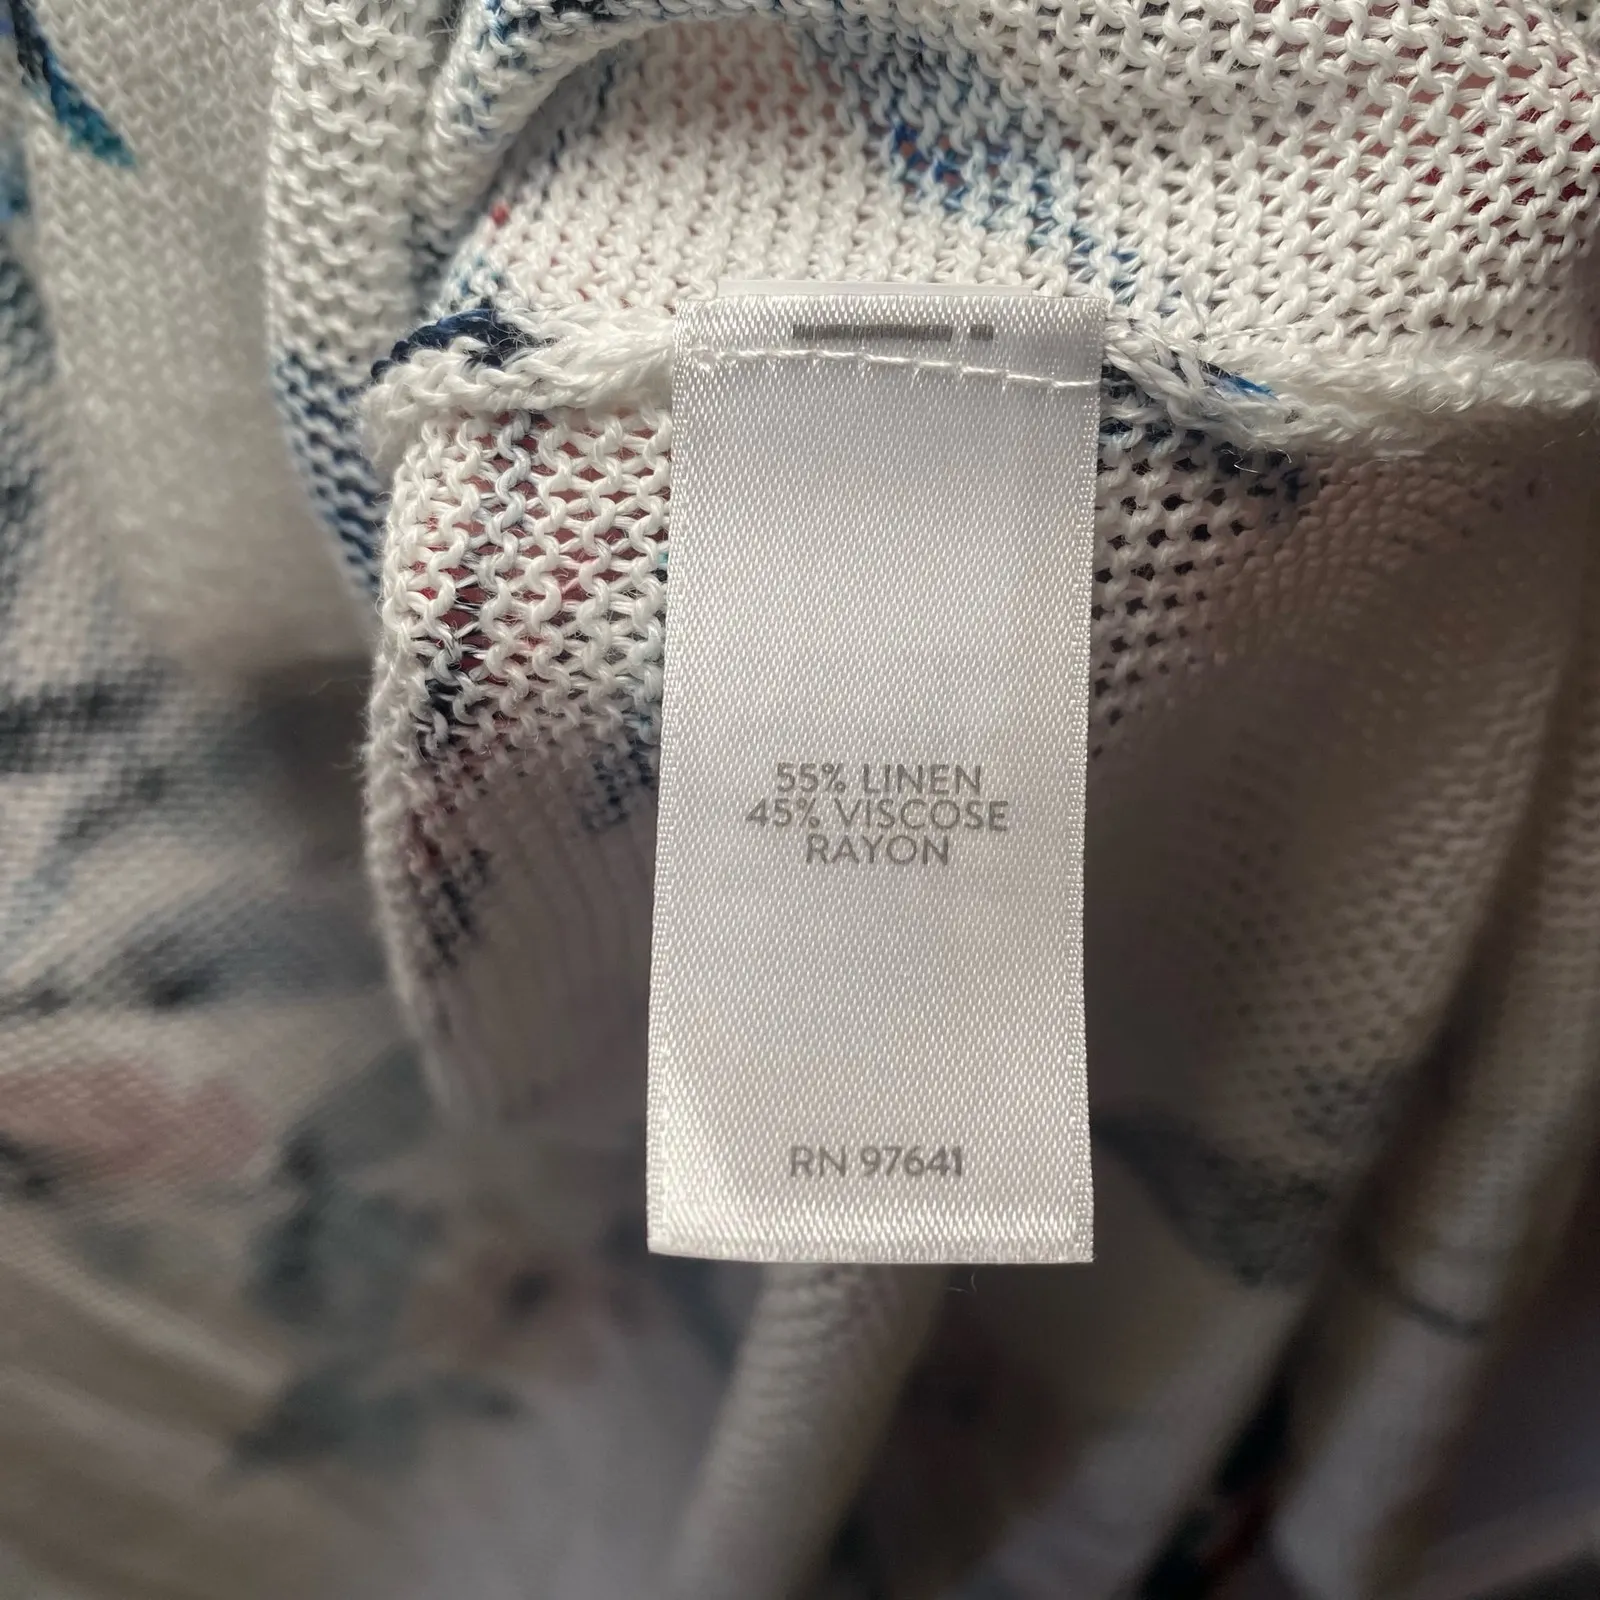 55% LINEN
45% VISCOSE
RAYON
RN 97641